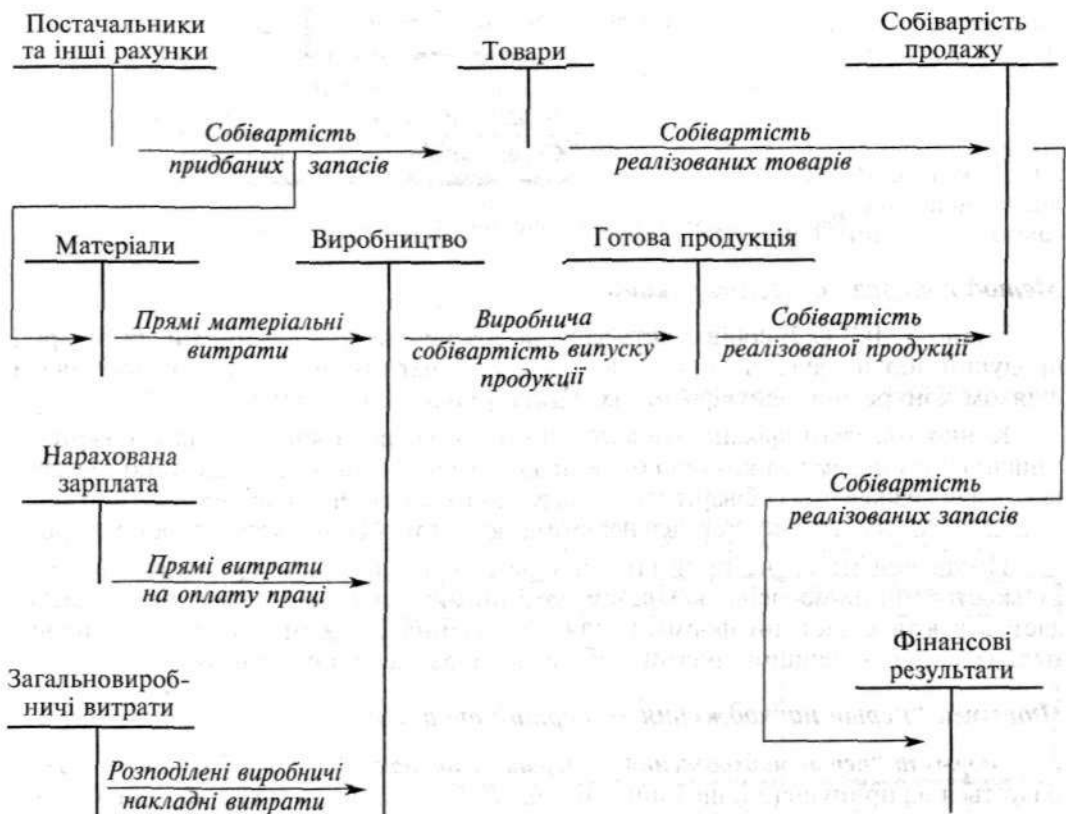 Постачальники
та інші рахунки
Товари
Собівартість
продажу
Собівартість
придбаних запасів
Собівартість
реалізованих товарів
Матеріали
Виробництво
Готова продукція
Прямі матеріальні
витрати
Виробнича
собівартість випуску
продукції
Собівартість
реалізованої продукції
Нарахована
зарплата
Собівартість
реалізованих запасів
Прямі витрати
на оплату праці
Фінансові
результати
Загальновироб-
ничі витрати
Розподілені виробничі
накладні витрати